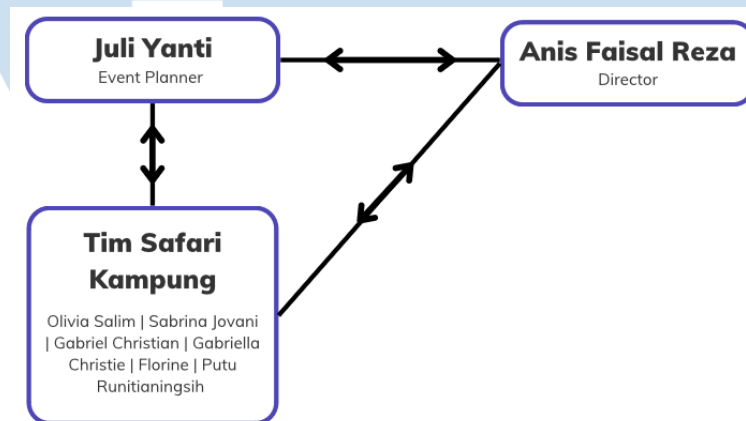 Juli Yanti
Event Planner
Anis Faisal Reza
Director
Tim Safari
Kampung
Olivia Salim | Sabrina Jovani
| Gabriel Christian | Gabriella
Christie | Florine | Putu
Runitianingsih